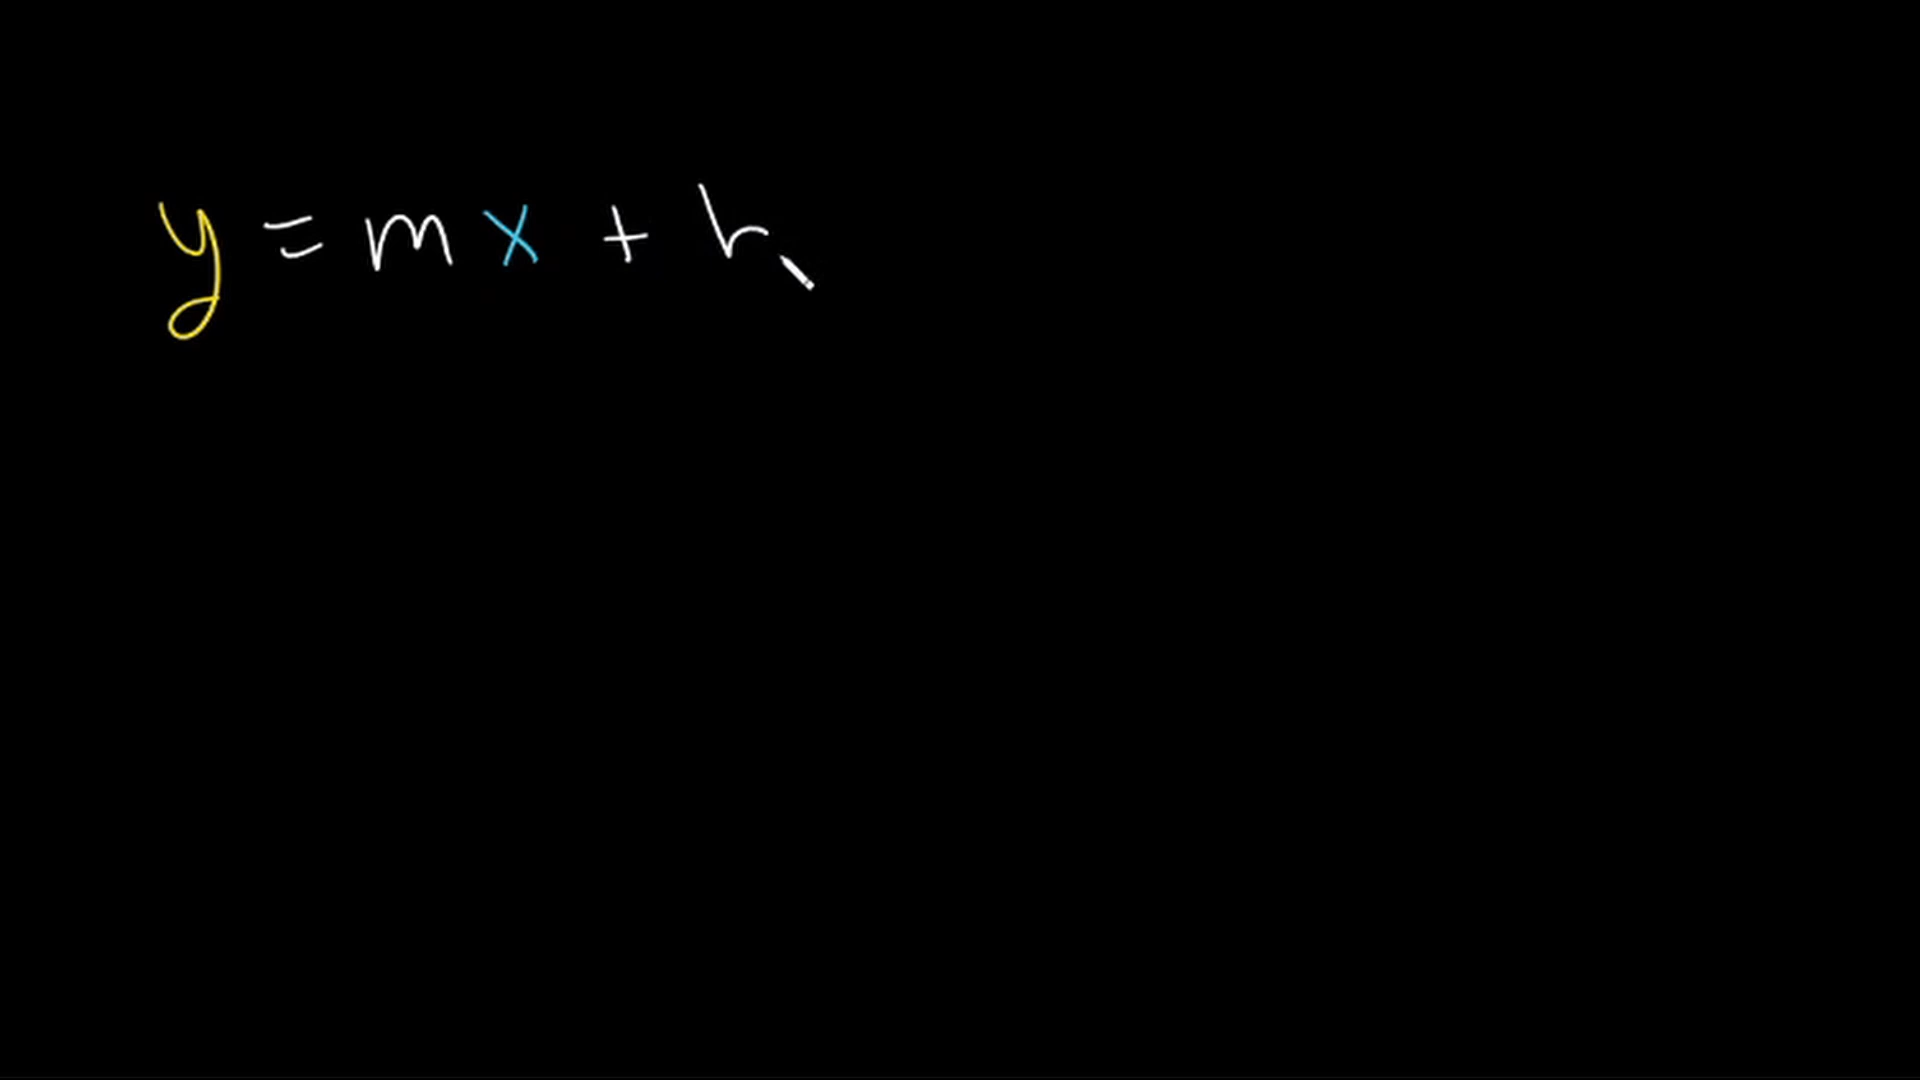 y = mx + h